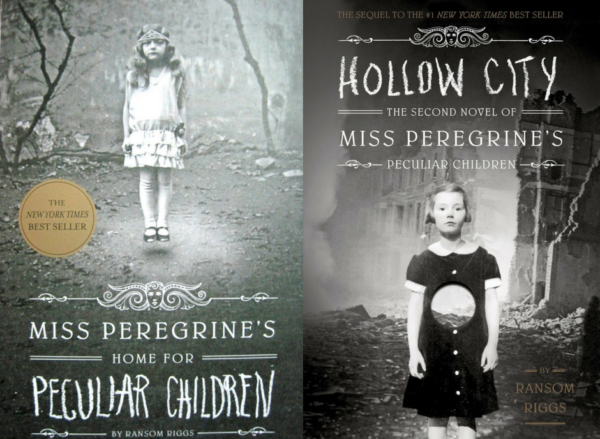 THE
NEW YORK TIMES
BEST SELLER
MISS PEREGRINE'S
HOME FOR
PECULIAR CHILDREN
BY RANSOM RIGGS
THE SEQUEL TO THE #1 NEW YORK TIMES BEST SELLER
HOLLOW CITY
THE SECOND NOVEL OF
MISS PEREGRINE'S
PECULIAR CHILDREN
BY
RANSOM
RIGGS